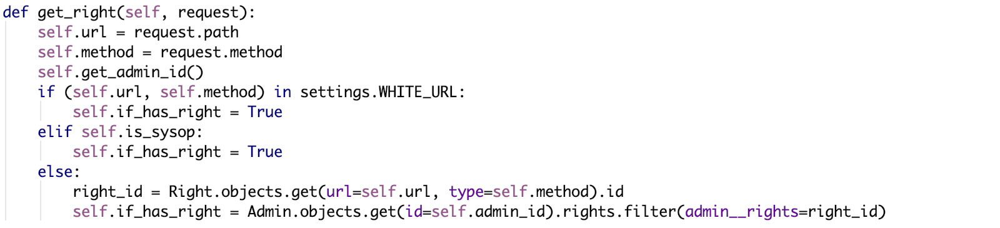 def get_right(self, request):
    self.url = request.path
    self.method = request.method
    self.get_admin_id()
    if (self.url, self.method) in settings.WHITE_URL:
        self.if_has_right = True
    elif self.is_sysop:
        self.if_has_right = True
    else:
        right_id = Right.objects.get(url=self.url, type=self.method).id
        self.if_has_right = Admin.objects.get(id=self.admin_id).rights.filter(admin__rights=right_id)